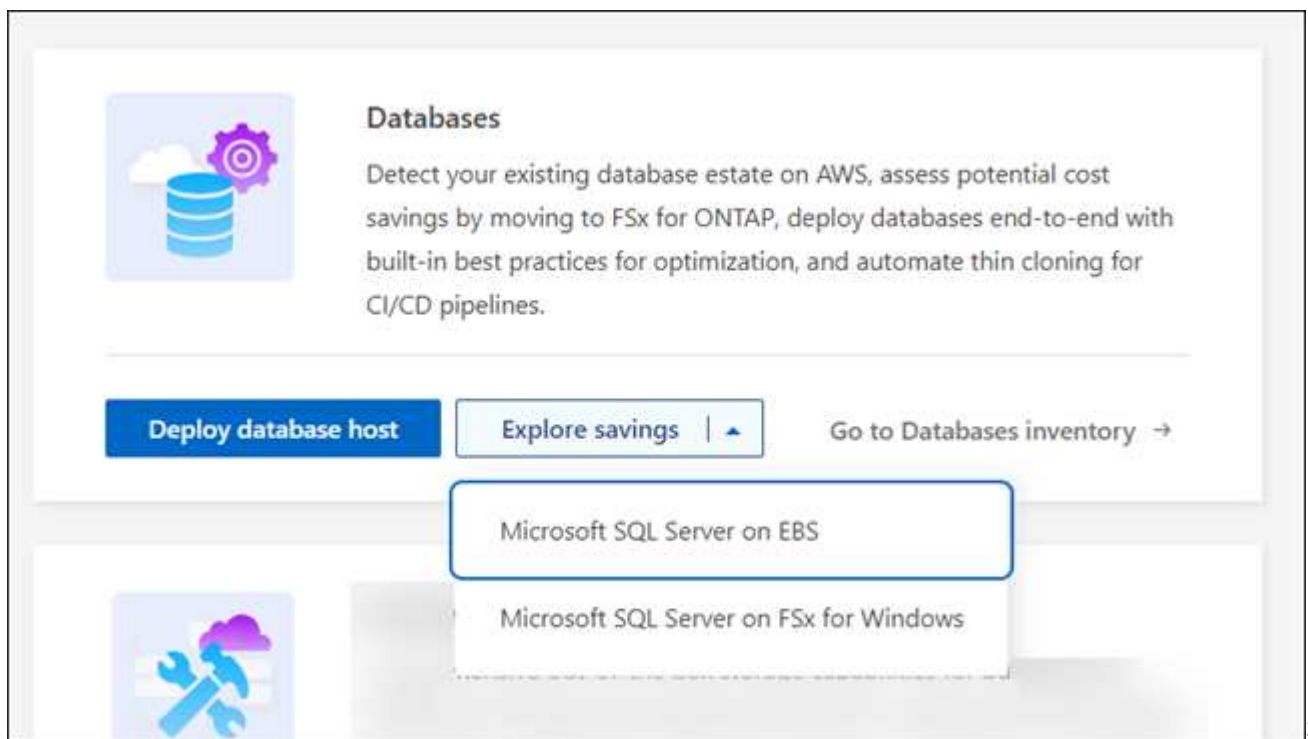 Databases
Detect your existing database estate on AWS, assess potential cost
savings by moving to FSx for ONTAP, deploy databases end-to-end with
built-in best practices for optimization, and automate thin cloning for
CI/CD pipelines.
Deploy database host
Explore savings
Go to Databases inventory →
Microsoft SQL Server on EBS
Microsoft SQL Server on FSx for Windows